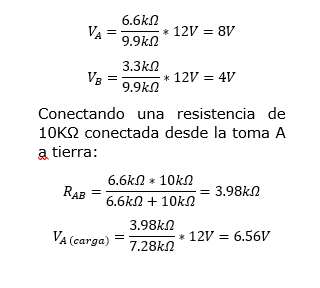 V_A = 6.6kΩ / 9.9kΩ * 12V = 8V
V_B = 3.3kΩ / 9.9kΩ * 12V = 4V
Conectando una resistencia de
10KΩ conectada desde la toma A
a tierra:
R_AB = 6.6kΩ * 10kΩ / 6.6kΩ + 10kΩ = 3.98kΩ
V_A (carga) = 3.98kΩ / 7.28kΩ * 12V = 6.56V